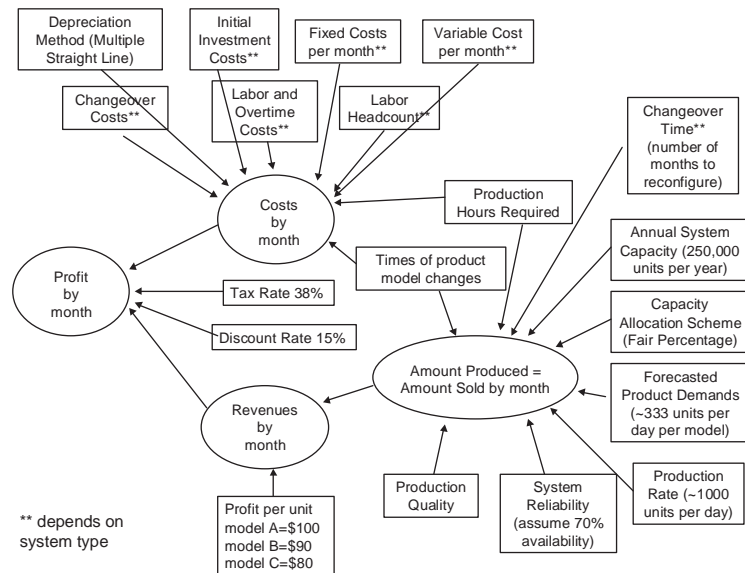 Depreciation
Method (Multiple
Straight Line)
Initial
Investment
Costs**
Fixed Costs
per month**
Variable Cost
per month**
Changeover
Costs**
Labor and
Overtime
Costs**
Labor
Headcount**
Changeover
Time**
(number of
months to
reconfigure)
Costs
by
month
Production
Hours Required
Annual System
Capacity (250,000
units per year)
Profit
by
month
Times of product
model changes
Tax Rate 38%
Capacity
Allocation Scheme
(Fair Percentage)
Discount Rate 15%
Amount Produced =
Amount Sold by month
Forecasted
Product Demands
(~333 units per
day per model)
Revenues
by
month
Production
Quality
System
Reliability
(assume 70%
availability)
Production
Rate (~1000
units per day)
Profit per unit
model A=$100
model B=$90
model C=$80
** depends on
system type